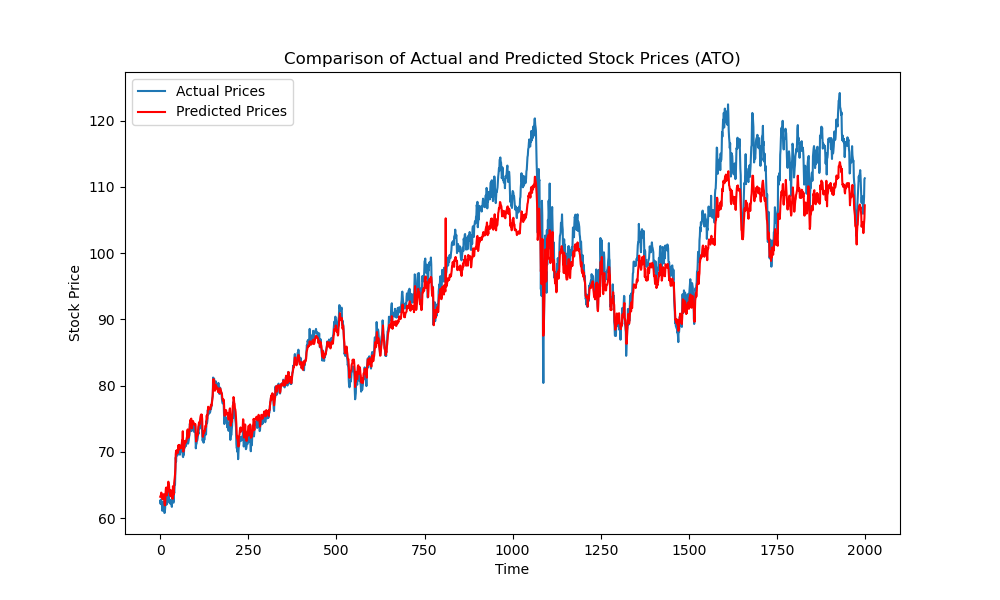 Comparison of Actual and Predicted Stock Prices (ATO)
Actual Prices
Predicted Prices
Stock Price
120
110
100
90
80
70
60
0 250 500 750 1000 1250 1500 1750 2000
Time